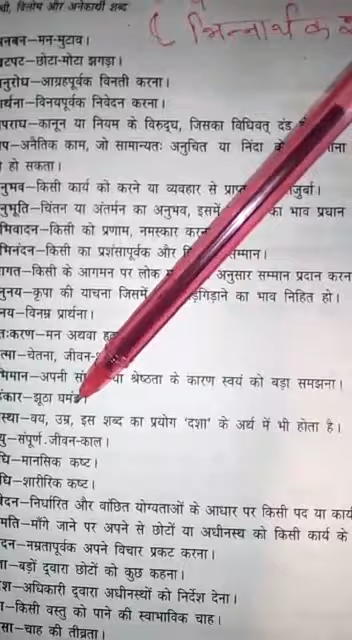 विलोम और अनेकार्थी शब्द
भिन्नार्थक
नबन–मन-मुटाव।
टपट–छोटा-मोटा झगड़ा।
नुरोध–आग्रहपूर्वक विनती करना।
र्थना–विनयपूर्वक निवेदन करना।
पराध–कानून या नियम के विरुद्ध, जिसका विधिवत् दंड
प–अनैतिक काम, जो सामान्यतः अनुचित या निंदा के
हो सकता।
नुभव–किसी कार्य को करने या व्यवहार से प्राप्त जुर्बा।
नुभूति–चिंतन या अंतर्मन का अनुभव, इसमें का भाव प्रधान
भिवादन–किसी को प्रणाम, नमस्कार करन
भिनंदन–किसी का प्रशंसापूर्वक और सम्मान।
गत–किसी के आगमन पर लोक अनुसार सम्मान प्रदान करन
नुनय–कृपा की याचना जिसमें ड़गिड़ाने का भाव निहित हो।
नय–विनम्र प्रार्थना।
तःकरण–मन अथवा
त्मा–चेतना, जीवन-
भिमान–अपनी या श्रेष्ठता के कारण स्वयं को बड़ा समझना।
हंकार–झूठा घमंड।
स्था–वय, उम्र, इस शब्द का प्रयोग 'दशा' के अर्थ में भी होता है।
यु–संपूर्ण जीवन-काल।
धि–मानसिक कष्ट।
धि–शारीरिक कष्ट।
वेदन–निर्धारित और वांछित योग्यताओं के आधार पर किसी पद या कार्य
मति–माँगे जाने पर अपने से छोटों या अधीनस्थ को किसी कार्य के
दन–नम्रतापूर्वक अपने विचार प्रकट करना।
ा–बड़ों द्वारा छोटों को कुछ कहना।
श–अधिकारी द्वारा अधीनस्थों को निर्देश देना।
–किसी वस्तु को पाने की स्वाभाविक चाह।
सा–चाह की तीव्रता।